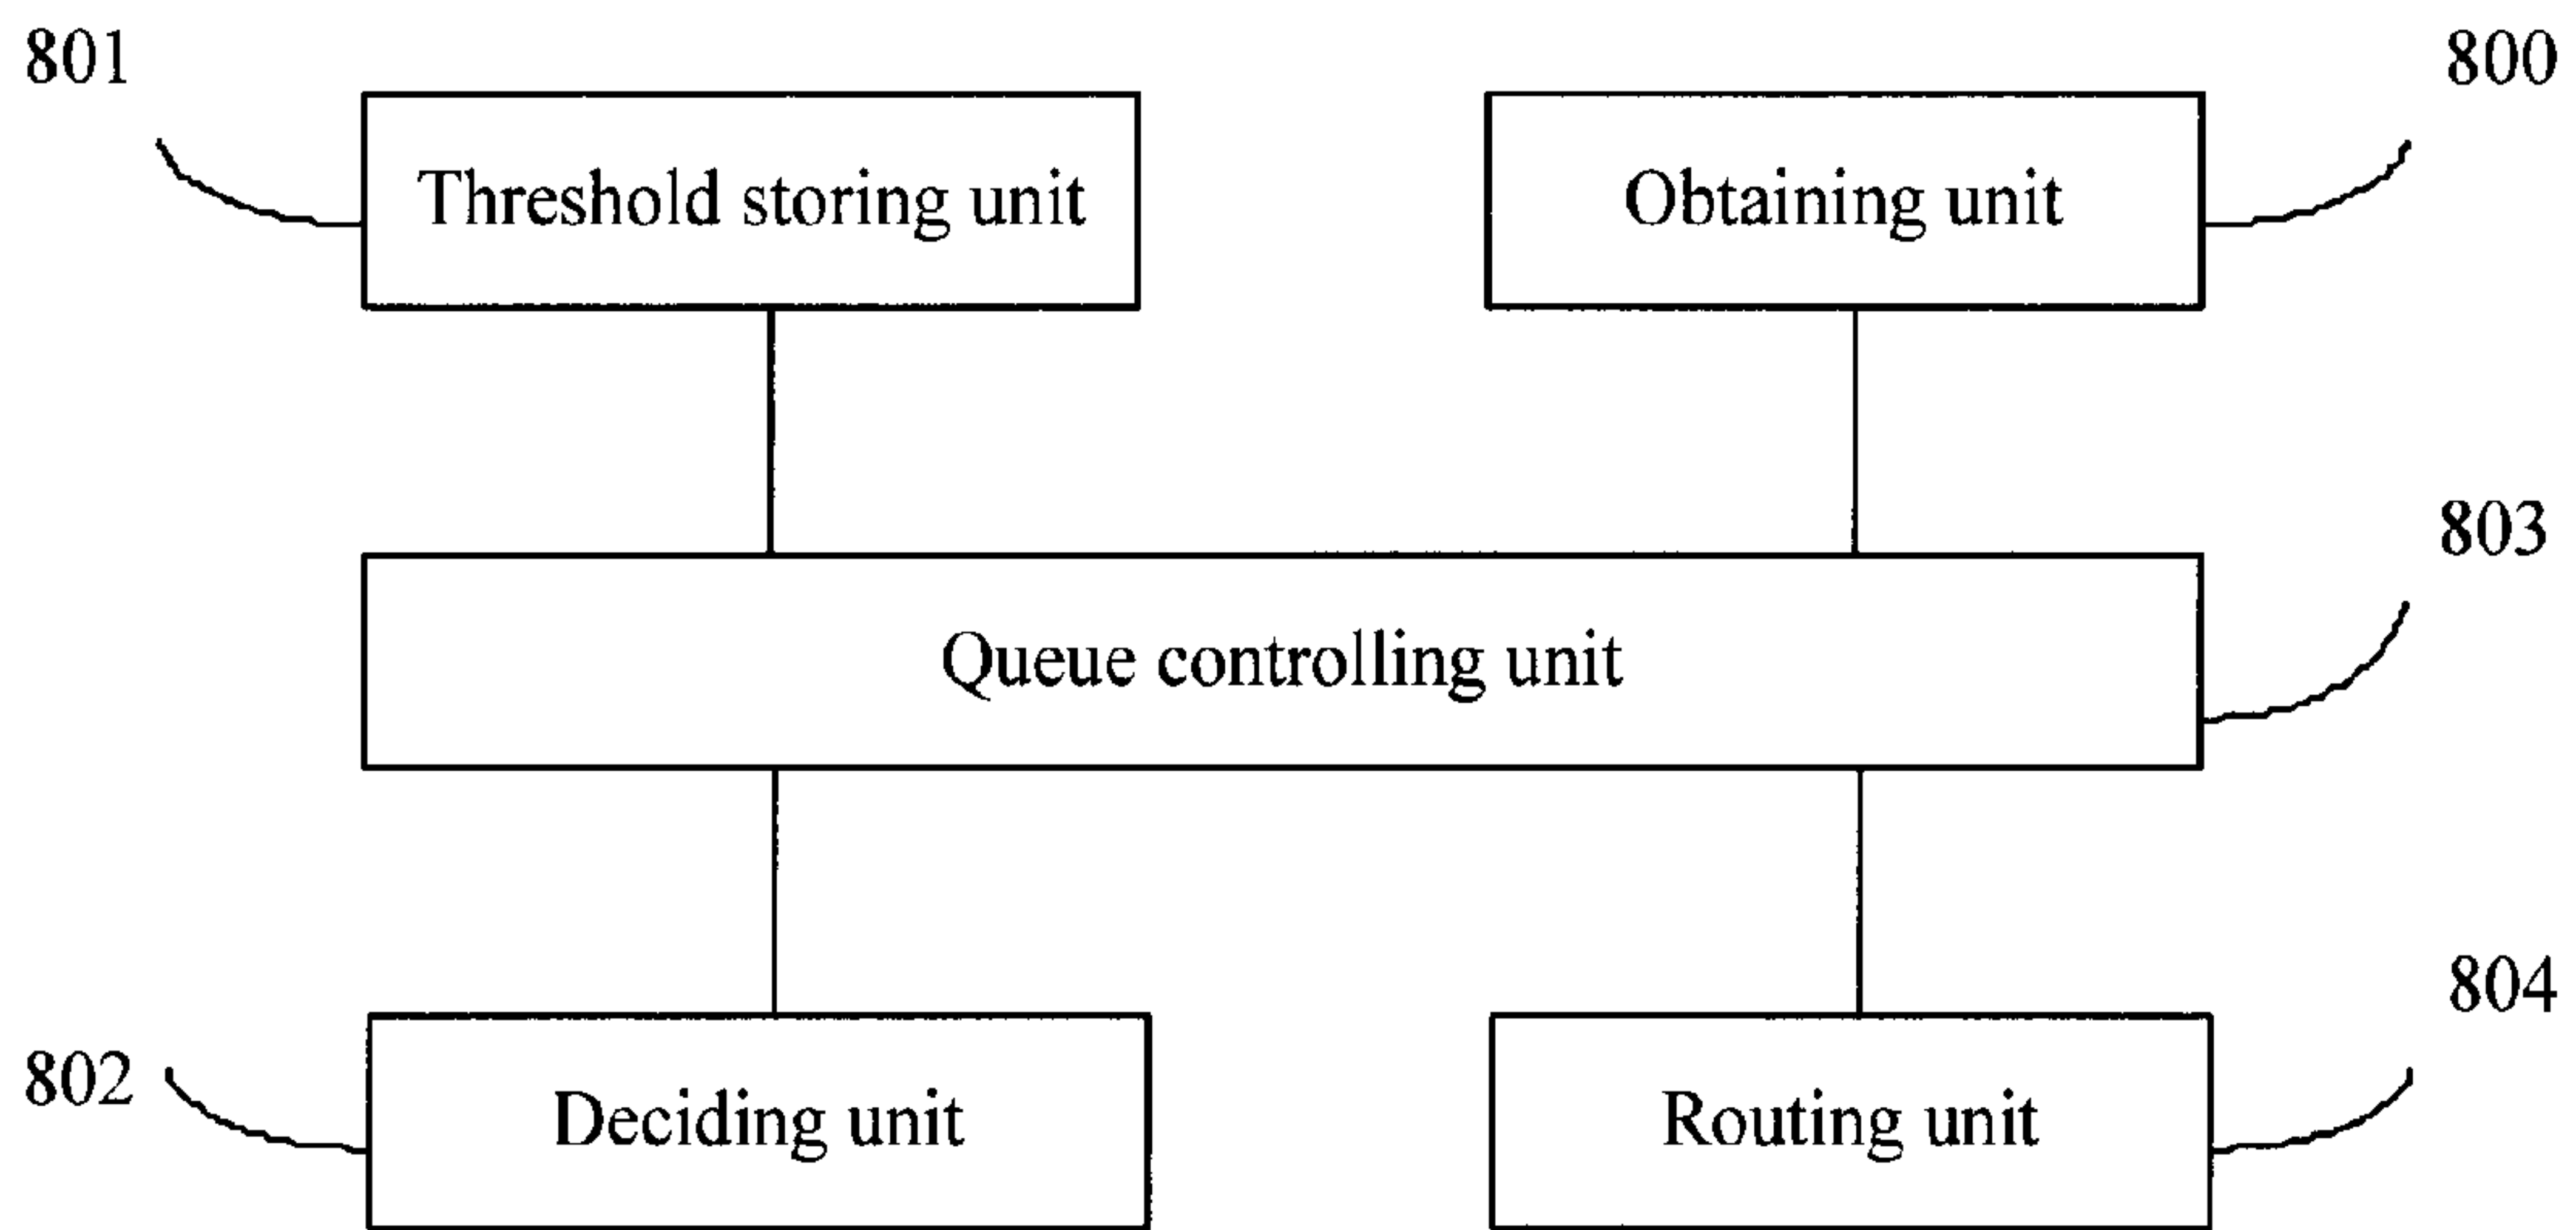 801
800
Threshold storing unit
Obtaining unit
803
Queue controlling unit
804
802
Deciding unit
Routing unit